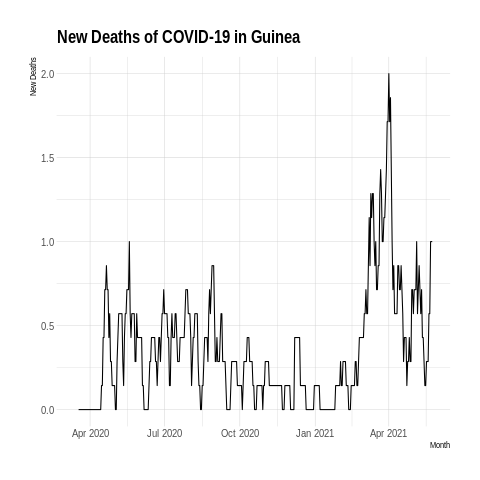 New Deaths of COVID-19 in Guinea
New Deaths
2.0
1.5
1.0
0.5
0.0
Apr 2020 Jul 2020 Oct 2020 Jan 2021 Apr 2021
Month